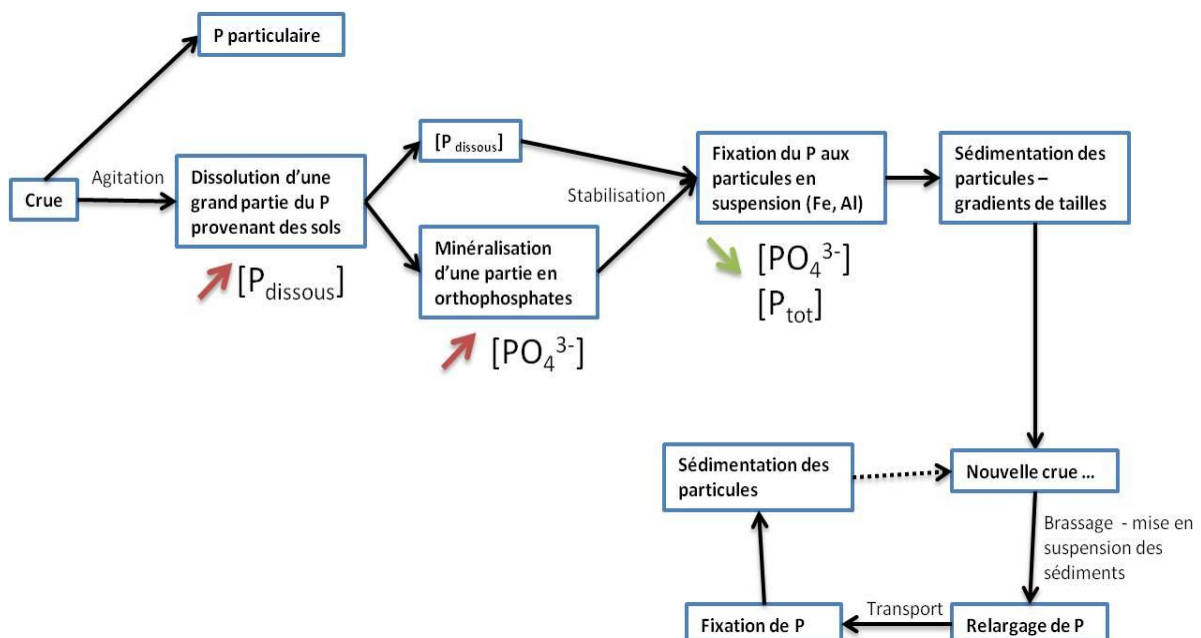 P particulaire
Crue
Agitation
Dissolution d'une
grand partie du P
provenant des sols
[P dissous]
[P dissous]
Minéralisation
d'une partie en
orthophosphates
[PO₄³⁻]
Stabilisation
Fixation du P aux
particules en
suspension (Fe, Al)
[PO₄³⁻]
[Ptot]
Sédimentation des
particules –
gradients de tailles
Nouvelle crue ...
Brassage - mise en
suspension des
sédiments
Relargage de P
Transport
Fixation de P
Sédimentation des
particules